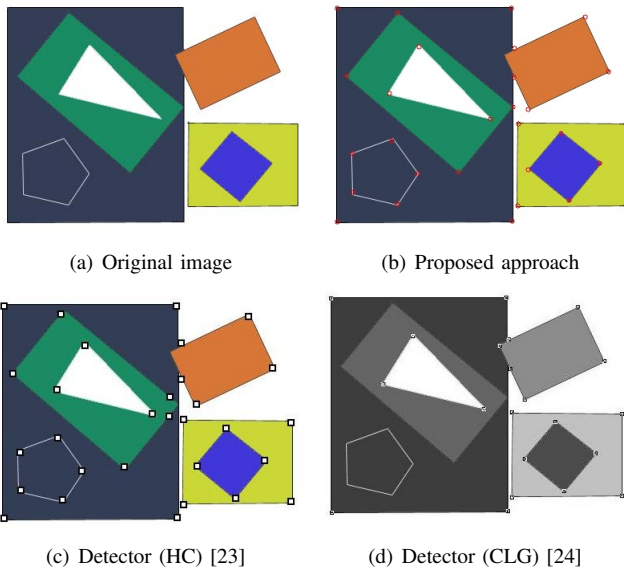 (a) Original image
(b) Proposed approach
(c) Detector (HC) [23]
(d) Detector (CLG) [24]